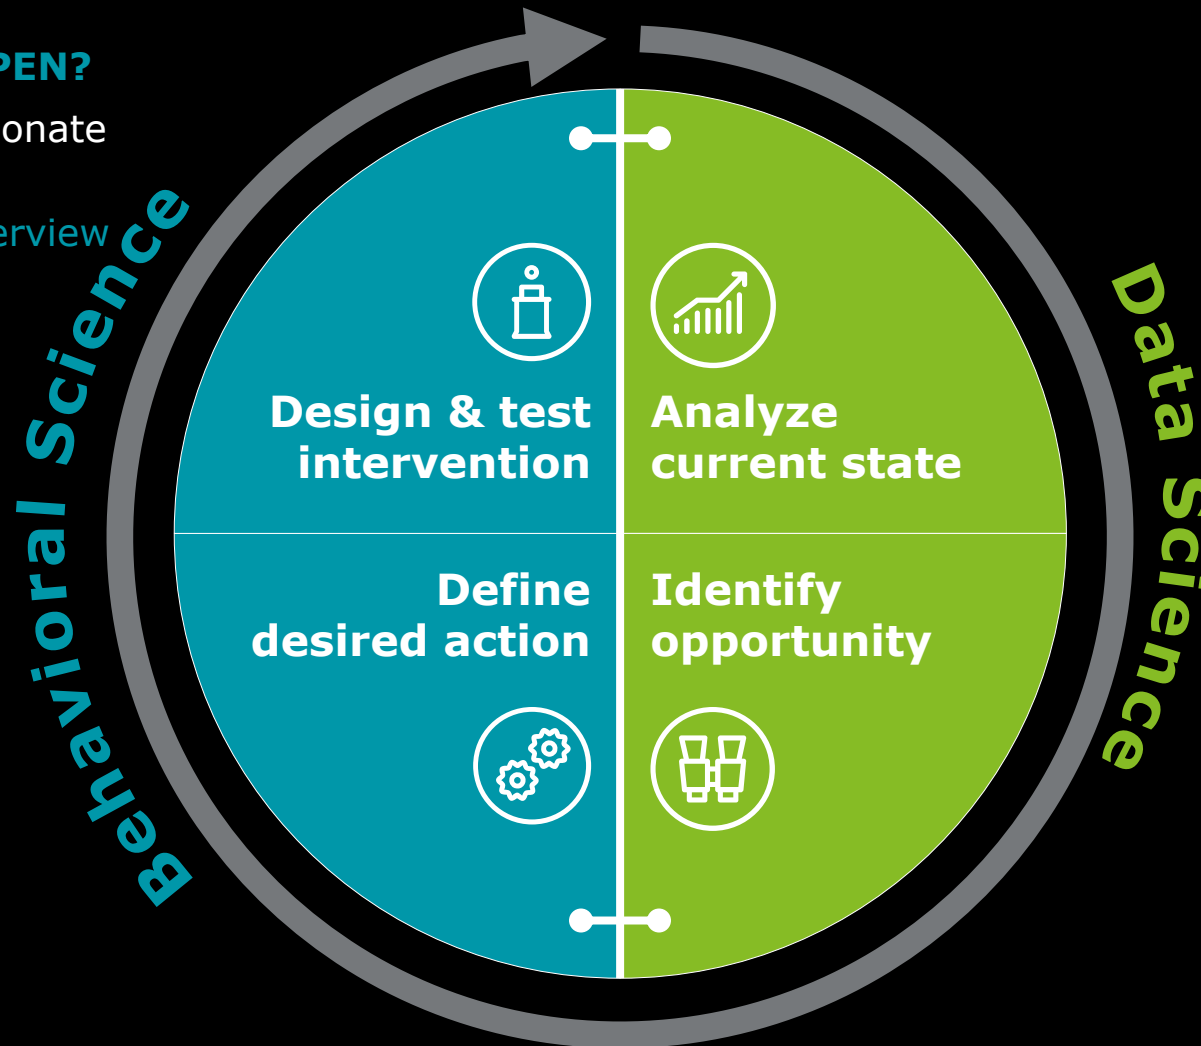 PEN?
onate
erview
Behavioral Science
Design & test
intervention
Analyze
current state
Define
desired action
Identify
opportunity
Data Science